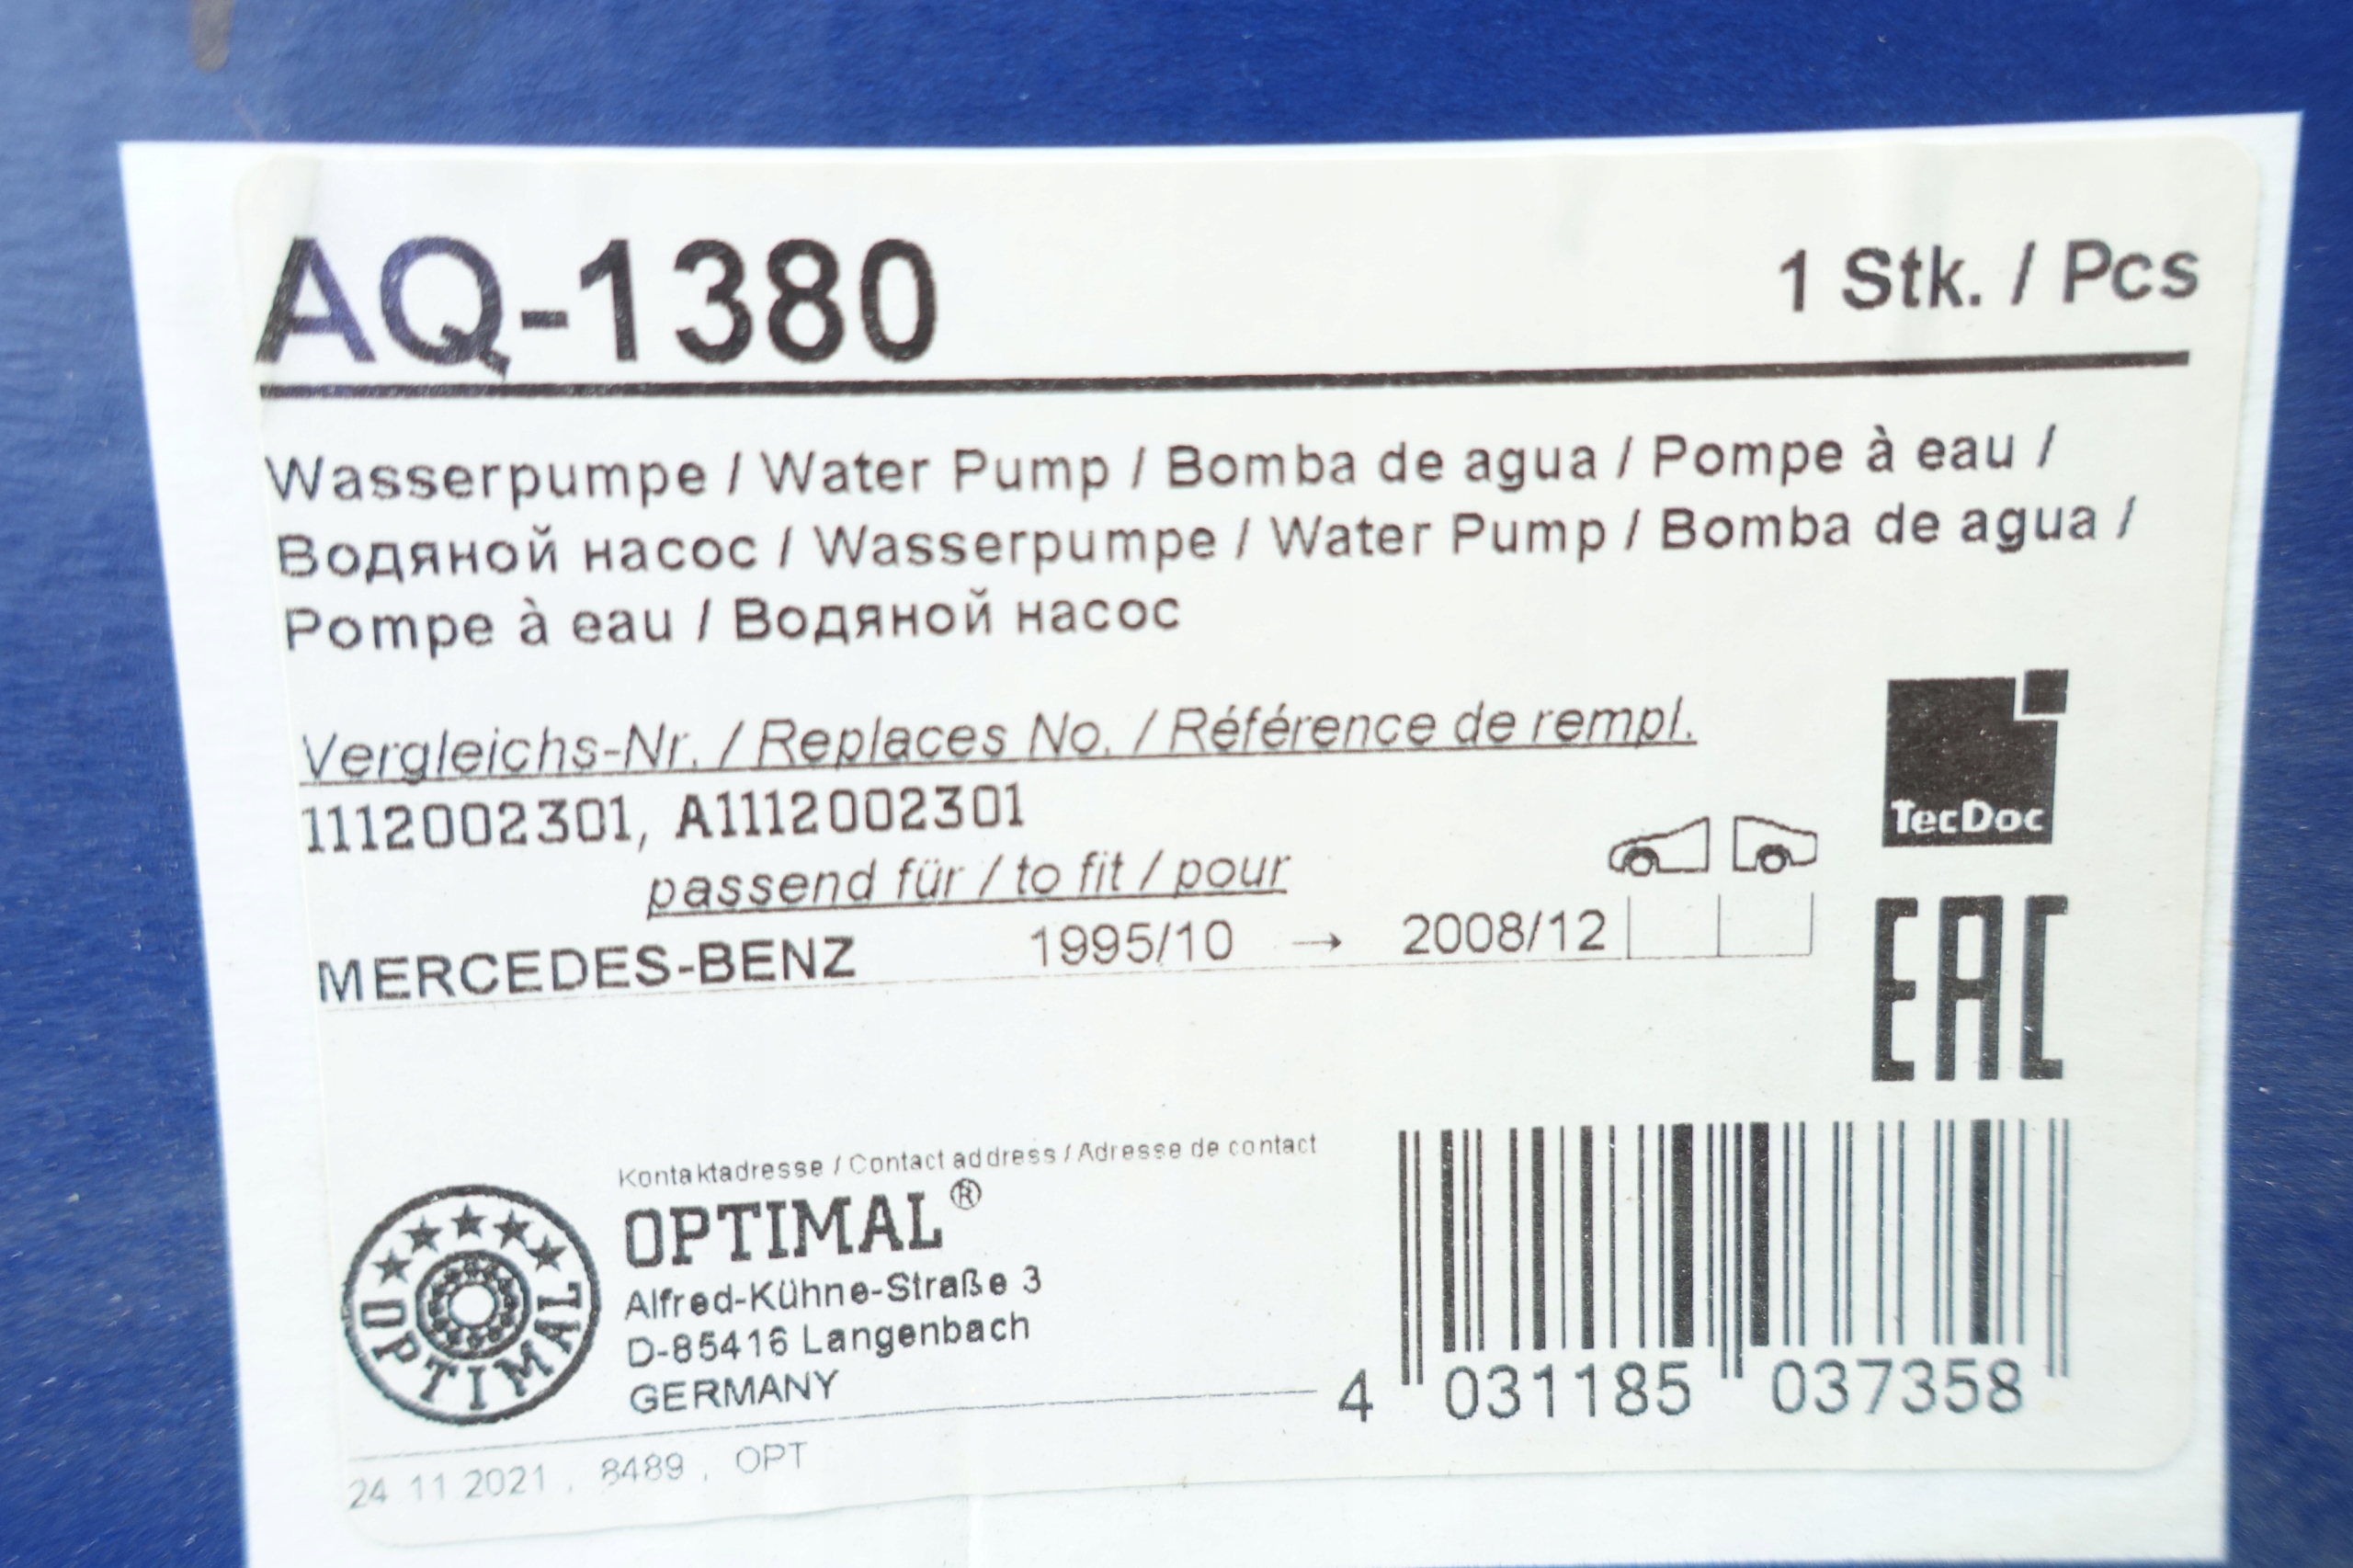 AQ-1380
1 Stk. / Pcs
Wasserpumpe / Water Pump / Bomba de agua / Pompe à eau /
Водяной насос / Wasserpumpe / Water Pump / Bomba de agua /
Pompe à eau / Водяной насос
Vergleichs-Nr. / Replaces No. / Référence de rempl.
1112002301, A1112002301
passend für / to fit / pour
MERCEDES-BENZ 1995/10 → 2008/12
TecDoc
EAC
Kontaktadresse / Contact address / Adresse de contact
OPTIMAL®
Alfred-Kühne-Straße 3
D-85416 Langenbach
GERMANY
OPTIMAL
4 031185 037358
24 11 2021 , 8489 , OPT